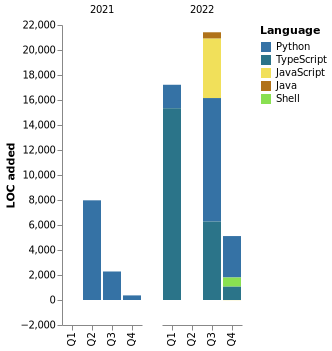 2021
2022
LOC added
22,000
20,000
18,000
16,000
14,000
12,000
10,000
8,000
6,000
4,000
2,000
0
−2,000
Q1
Q2
Q3
Q4
Q1
Q2
Q3
Q4
Language
Python
TypeScript
JavaScript
Java
Shell